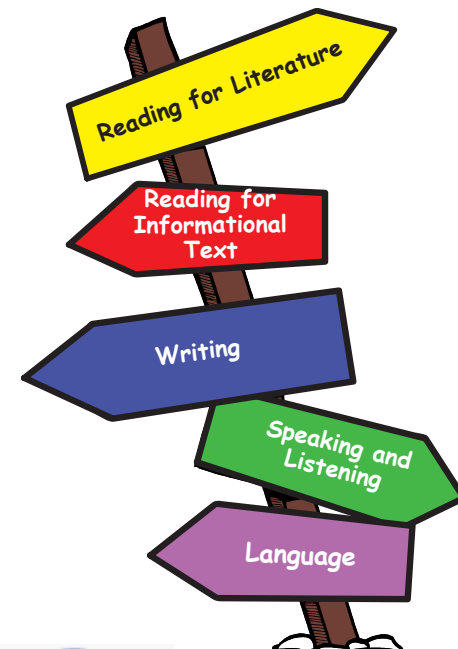 Reading for Literature
Reading for
Informational
Text
Writing
Speaking and
Listening
Language